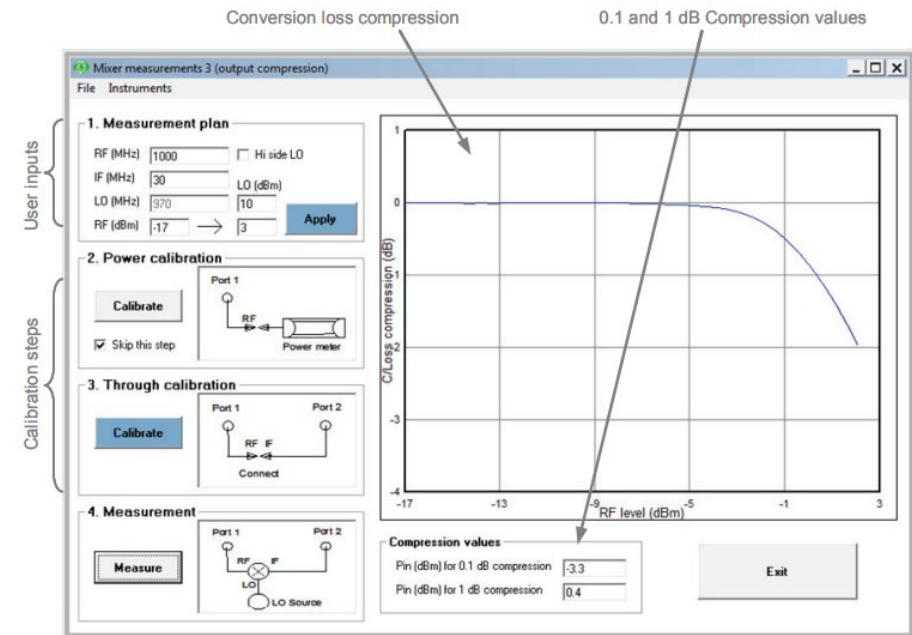 Conversion loss compression
0.1 and 1 dB Compression values
Mixer measurements 3 (output compression)
File Instruments
User inputs
1. Measurement plan
RF (MHz) 1000 Hi side LO
IF (MHz) 30
LO (dBm)
LO (MHz) 970 10
RF (dBm) -17 → 3
Apply
Calibration steps
2. Power calibration
Port 1
Calibrate
RF
Skip this step
Power meter
3. Through calibration
Port 1 Port 2
Calibrate
RF IF
Connect
4. Measurement
Port 1 Port 2
RF IF
Measure
LO
LO Source
1
0
-1
-2
-3
-4
C/Loss compression (dB)
-17 -13 -9 -5 -1 3
RF level (dBm)
Compression values
Pin (dBm) for 0.1 dB compression -3.3
Pin (dBm) for 1 dB compression 0.4
Exit